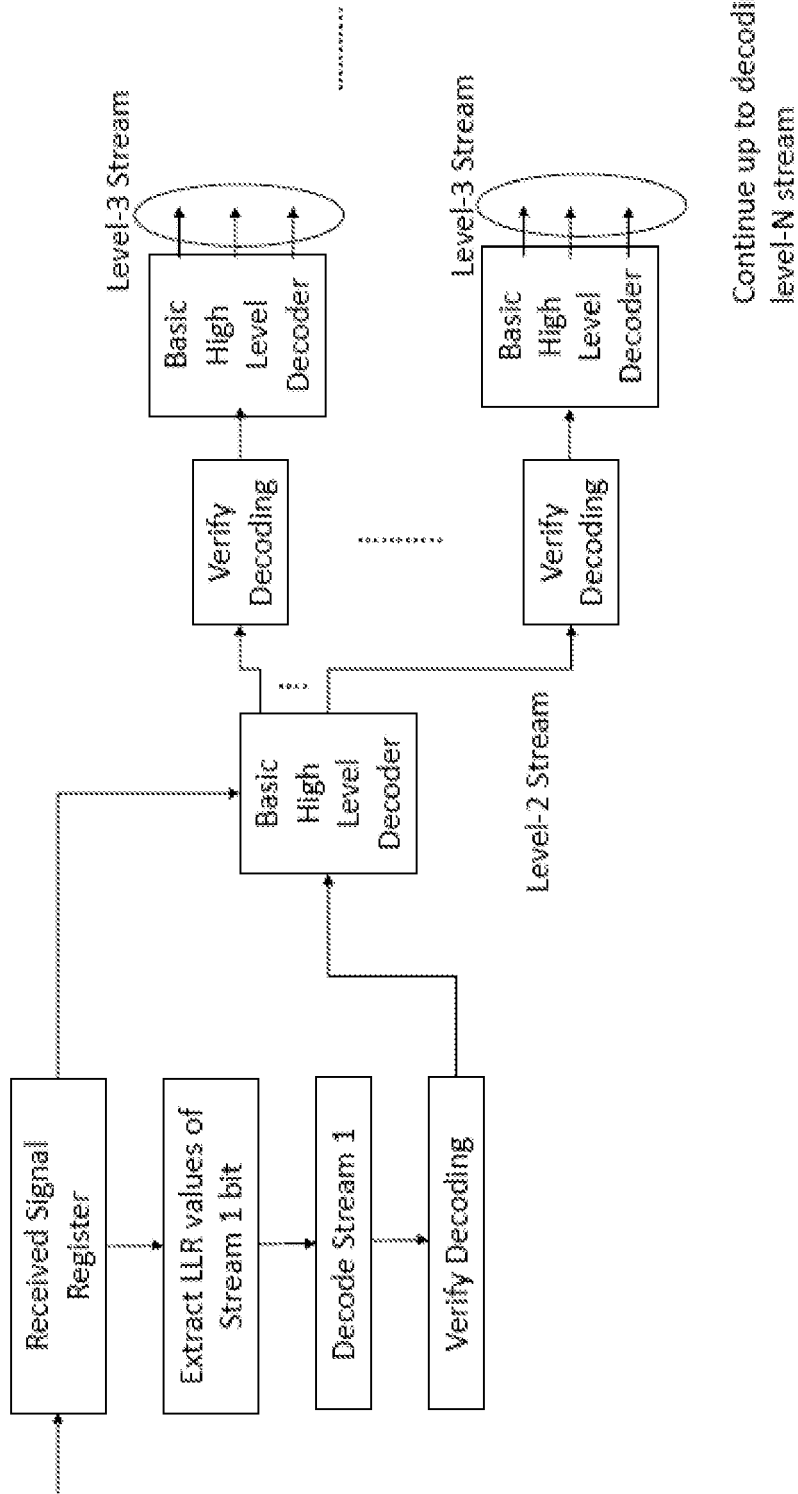 Received Signal
Register
Extract LLR values of
Stream 1 bit
Decode Stream 1
Verify Decoding
Basic
High
Level
Decoder
Level-2 Stream
Verify
Decoding
Verify
Decoding
Basic
High
Level
Decoder
Level-3 Stream
Basic
High
Level
Decoder
Level-3 Stream
Continue up to decodi
level-N stream